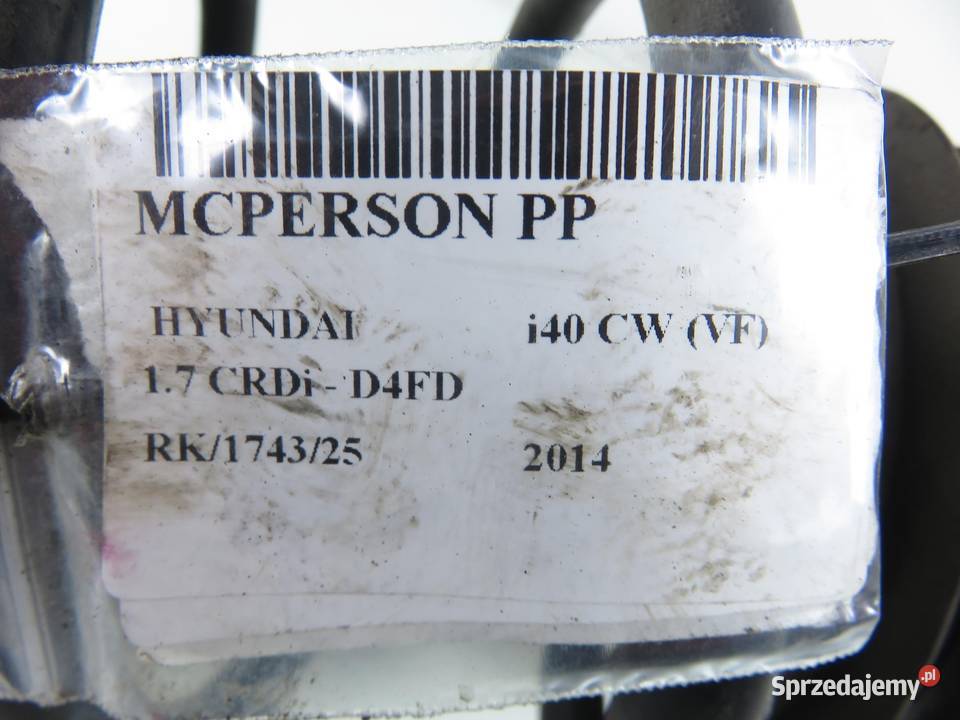 MCPERSON PP
HYUNDAI i40 CW (VF)
1.7 CRDi - D4FD
RK/1743/25 2014
Sprzedajemy.pl